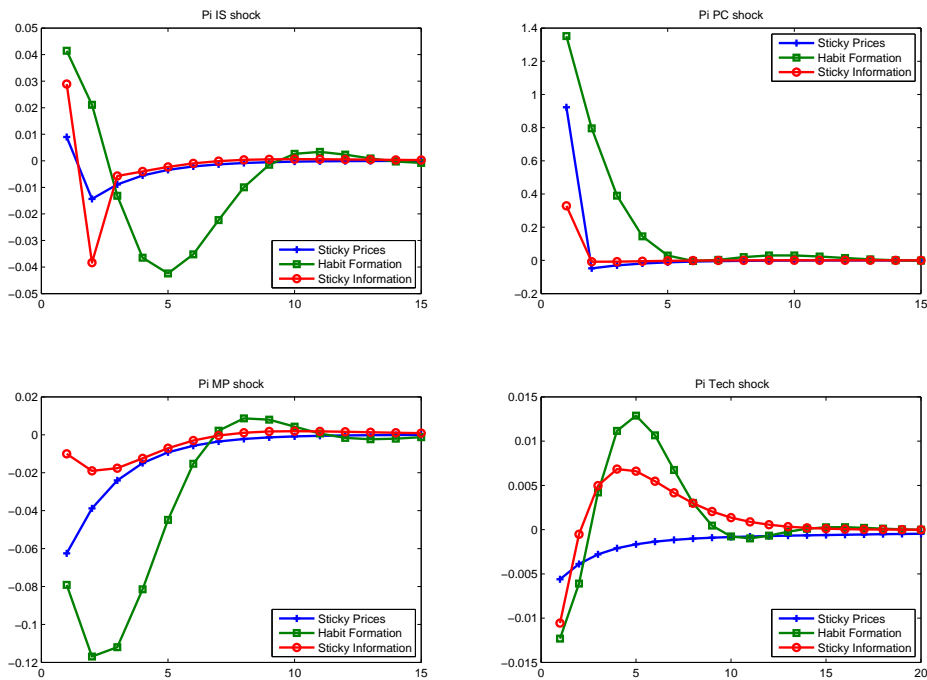 Pi IS shock
0.05
0.04
0.03
0.02
0.01
0
−0.01
−0.02
−0.03
−0.04
−0.05
0 5 10 15
Sticky Prices
Habit Formation
Sticky Information
Pi PC shock
1.4
1.2
1
0.8
0.6
0.4
0.2
0
−0.2
0 5 10 15
Sticky Prices
Habit Formation
Sticky Information
Pi MP shock
0.02
0
−0.02
−0.04
−0.06
−0.08
−0.1
−0.12
0 5 10 15
Sticky Prices
Habit Formation
Sticky Information
Pi Tech shock
0.015
0.01
0.005
0
−0.005
−0.01
−0.015
0 5 10 15 20
Sticky Prices
Habit Formation
Sticky Information